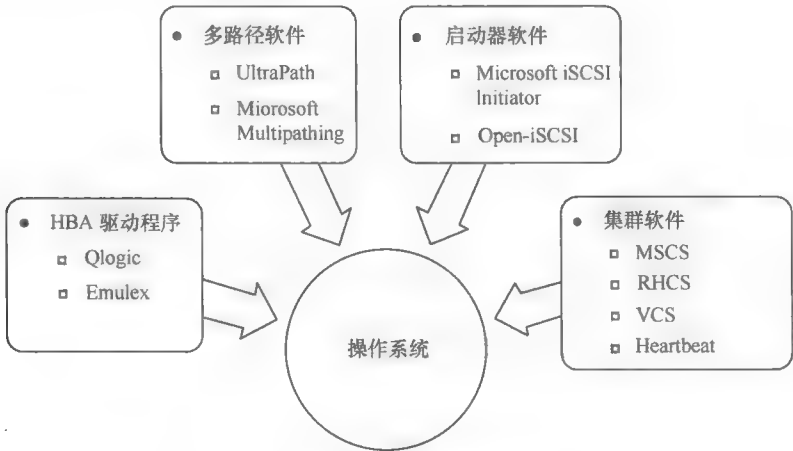 多路径软件
UltraPath
Miorosoft
Multipathing
启动器软件
Microsoft iSCSI
Initiator
Open-iSCSI
HBA 驱动程序
Qlogic
Emulex
集群软件
MSCS
RHCS
VCS
Heartbeat
操作系统